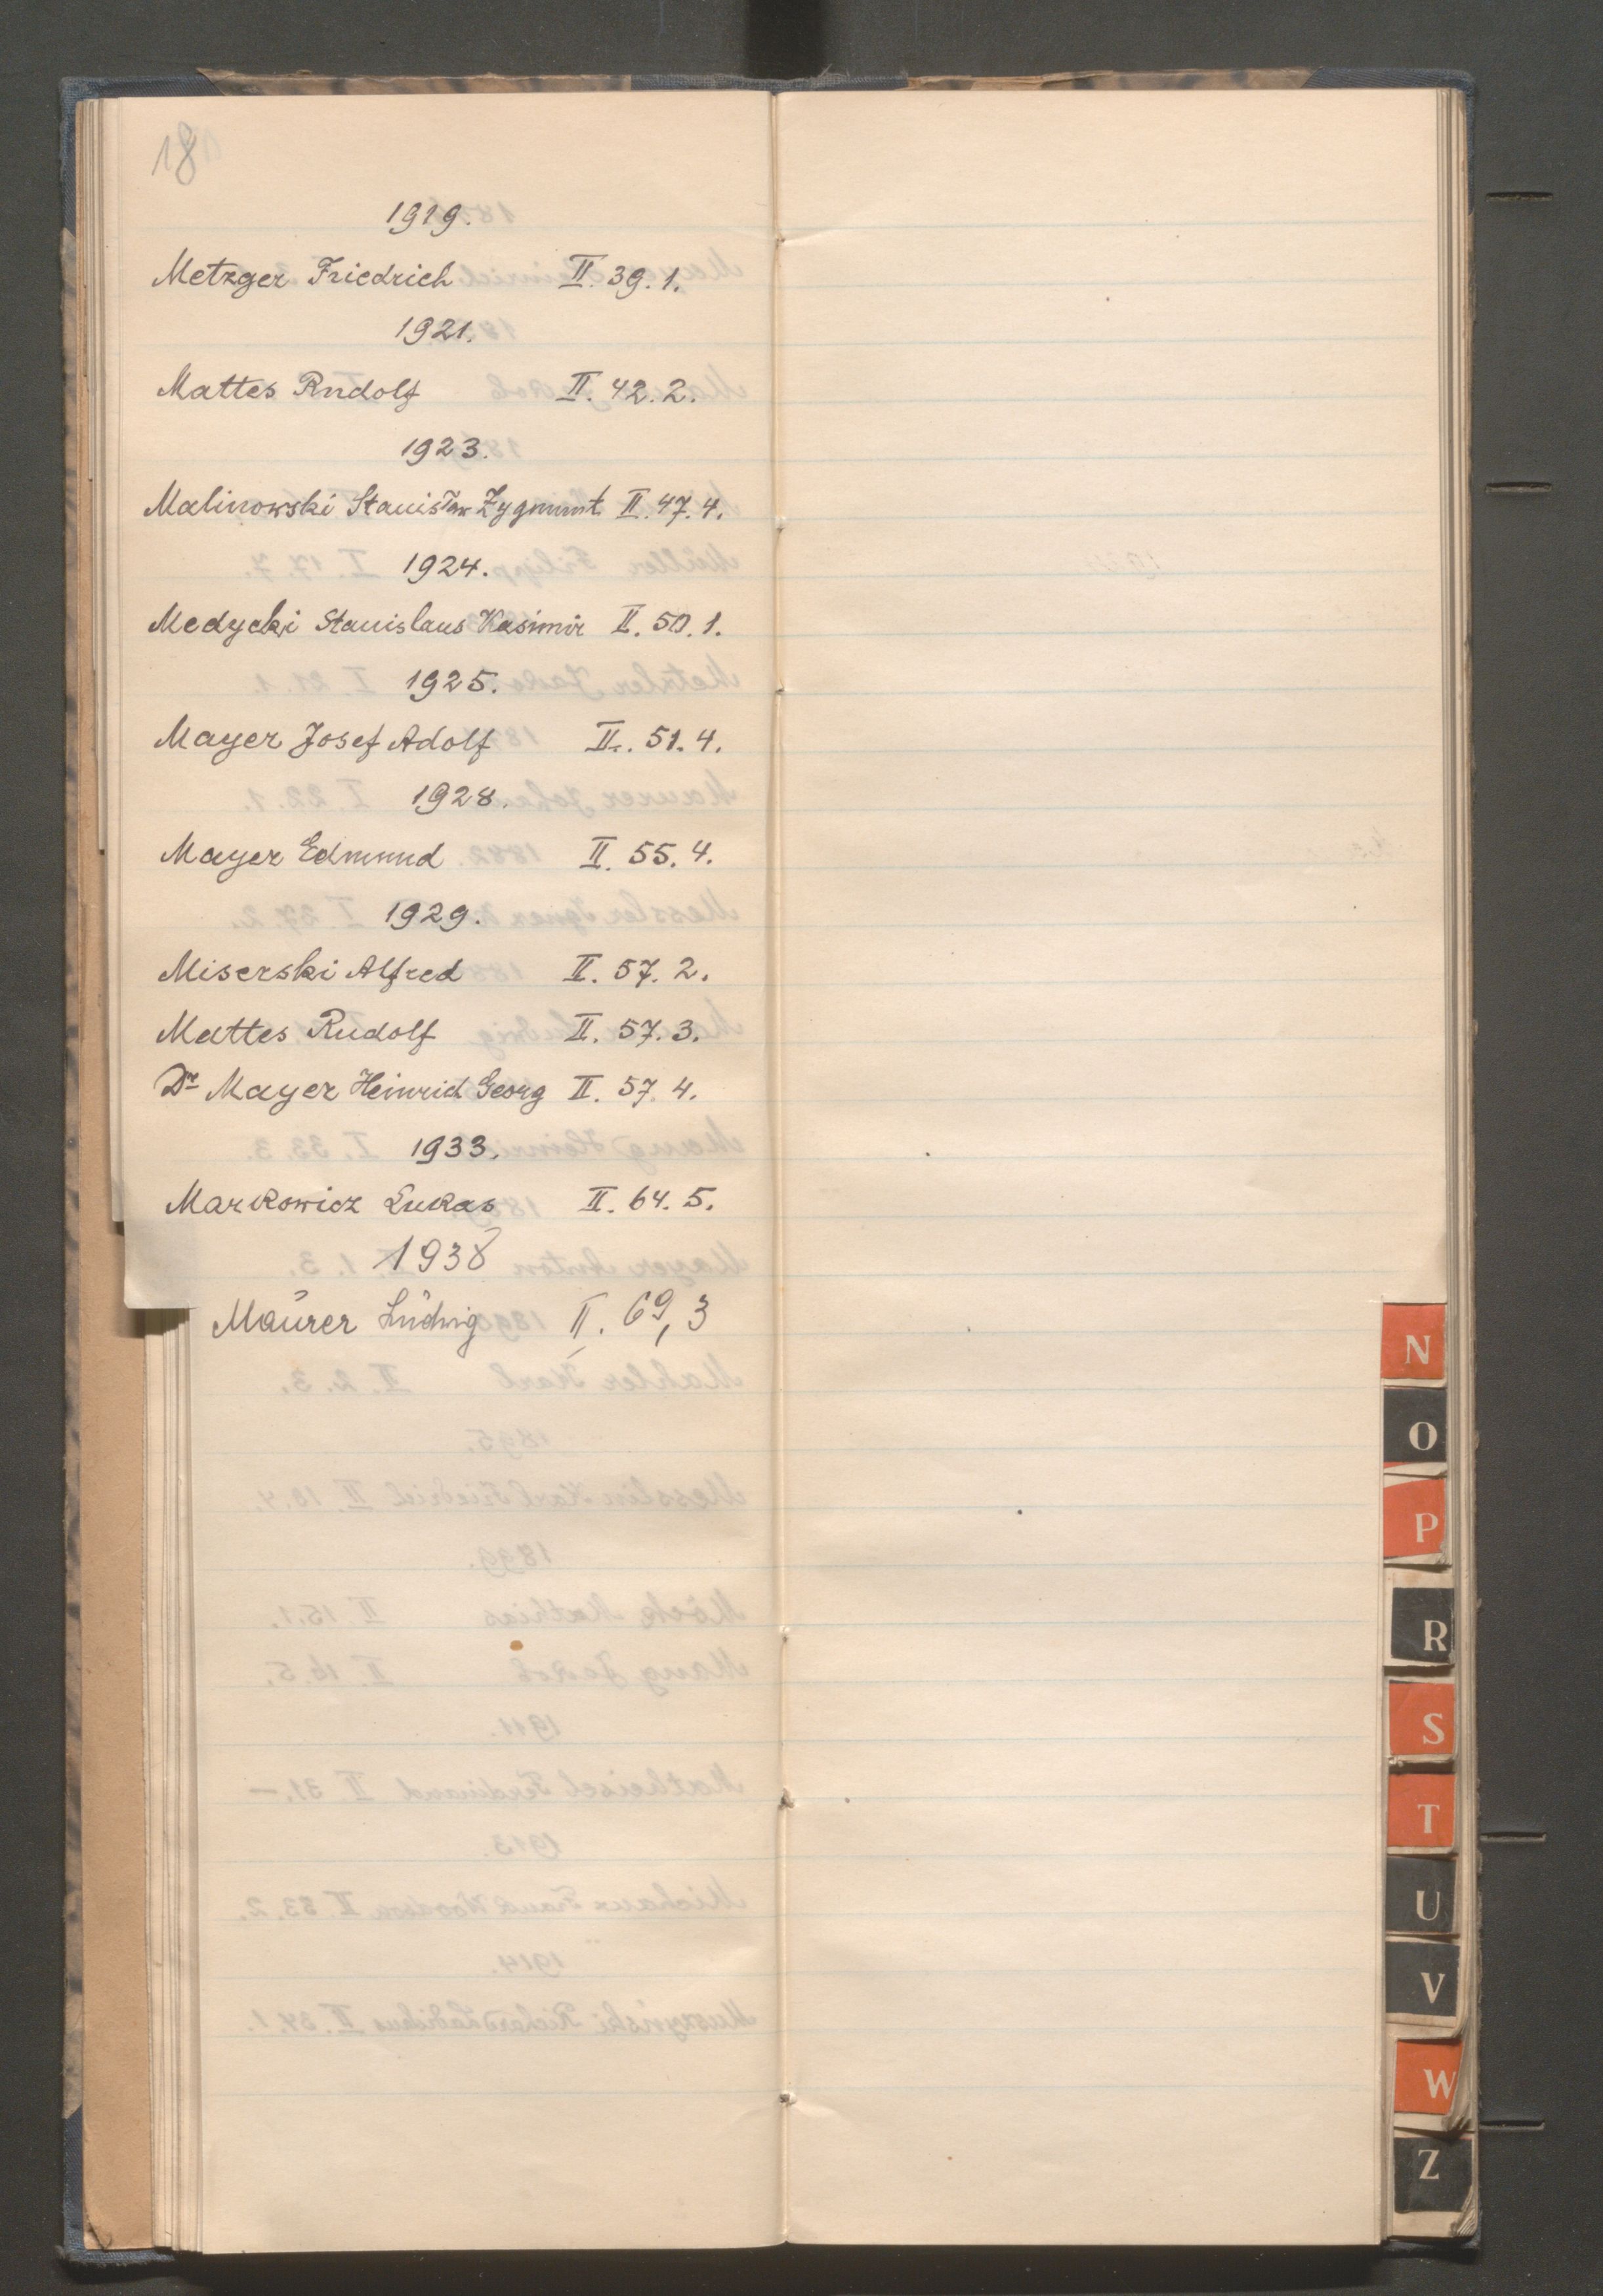 18
1919.
Metzger Friedrich II. 39. 1.
1921.
Mattes Rudolf II. 42. 2.
1923.
Malinowski Stanisław Zygmunt II. 47. 4.
1924.
Medycki Stanislaus Kasimir II. 50. 1.
1925.
Mayer Josef Adolf II. 51. 4.
1928.
Mayer Edmund II. 55. 4.
1929.
Miserski Alfred II. 57. 2.
Mattes Rudolf II. 57. 3.
Dr Mayer Heinrich Georg II. 57. 4.
1933.
Markowicz Lukas II. 64. 5.
1938
Maurer Ludwig II. 69, 3
N
O
P
R
S
T
U
V
W
Z